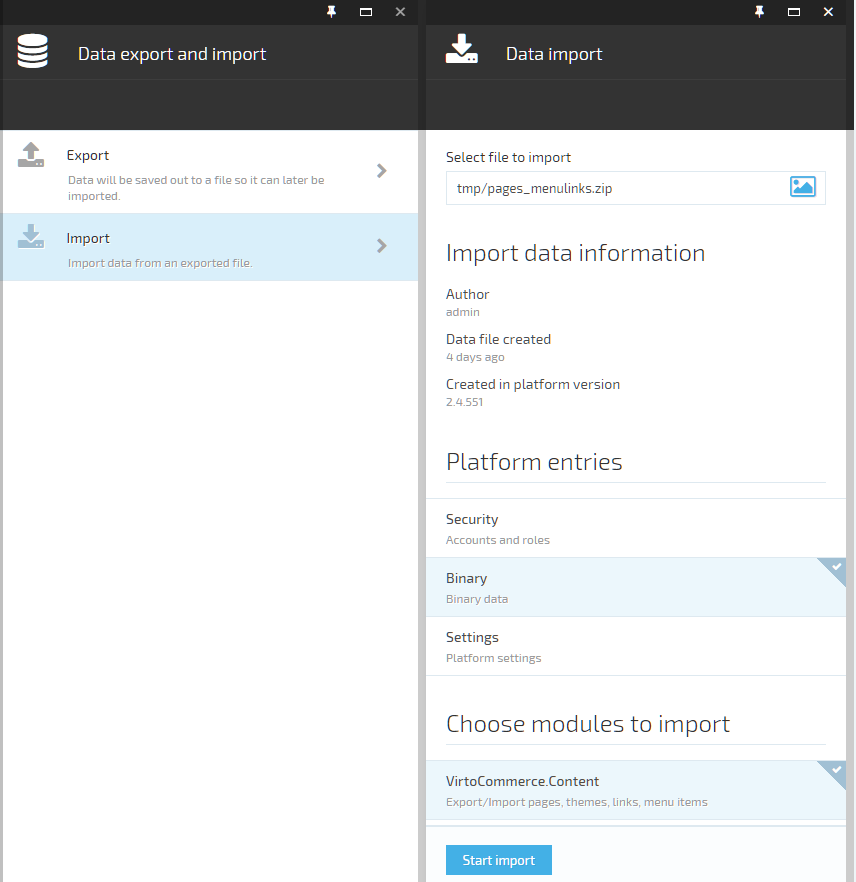 Data export and import
Export
Data will be saved out to a file so it can later be
imported.
Import
Import data from an exported file.
Data import
Select file to import
tmp/pages_menulinks.zip
Import data information
Author
admin
Data file created
4 days ago
Created in platform version
2.4.551
Platform entries
Security
Accounts and roles
Binary
Binary data
Settings
Platform settings
Choose modules to import
VirtoCommerce.Content
Export/Import pages, themes, links, menu items
Start import